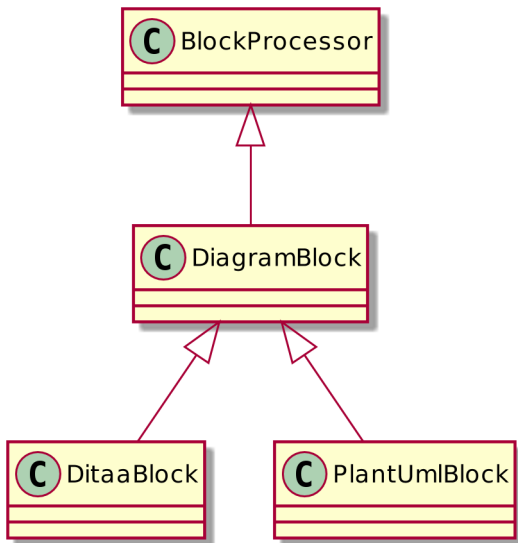 C BlockProcessor
C DiagramBlock
C DitaaBlock
C PlantUmlBlock